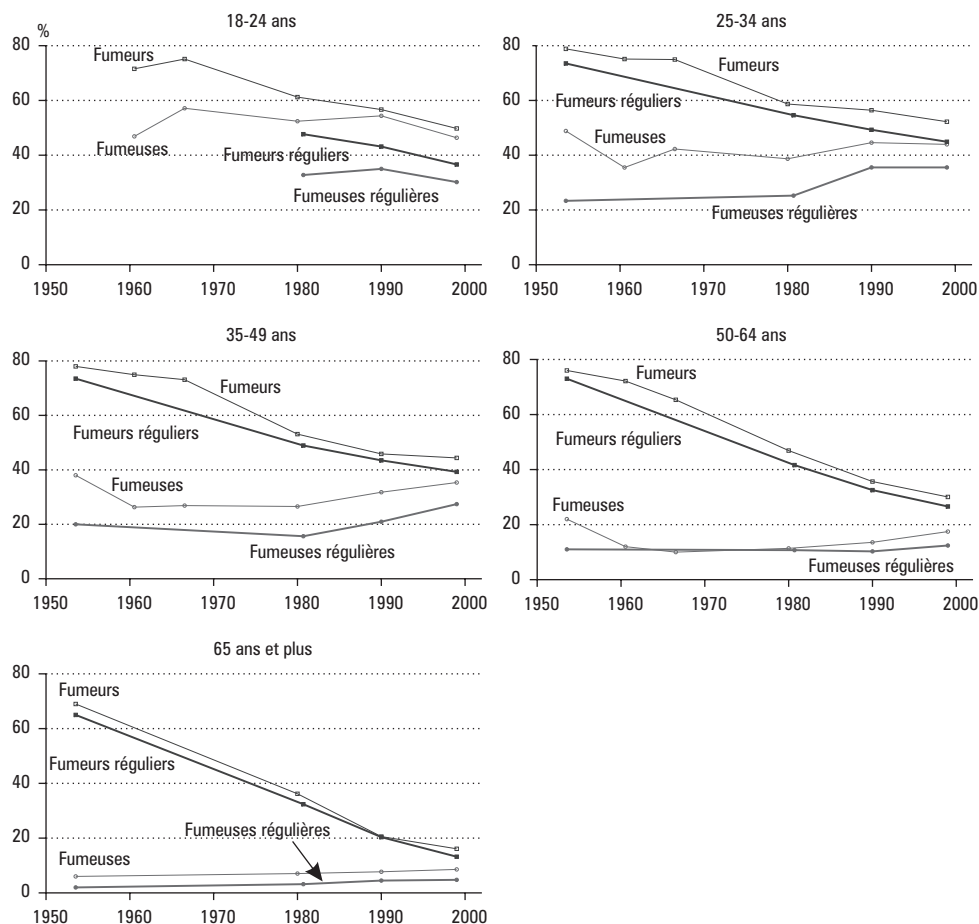 18-24 ans
%
80
60
40
20
0
Fumeurs
Fumeuses
Fumeurs réguliers
Fumeuses régulières
1950 1960 1970 1980 1990 2000
25-34 ans
80
60
40
20
0
Fumeurs
Fumeurs réguliers
Fumeuses
Fumeuses régulières
1950 1960 1970 1980 1990 2000
35-49 ans
80
60
40
20
0
Fumeurs
Fumeurs réguliers
Fumeuses
Fumeuses régulières
1950 1960 1970 1980 1990 2000
50-64 ans
80
60
40
20
0
Fumeurs
Fumeurs réguliers
Fumeuses
Fumeuses régulières
1950 1960 1970 1980 1990 2000
65 ans et plus
80
60
40
20
0
Fumeurs
Fumeurs réguliers
Fumeuses régulières
Fumeuses
1950 1960 1970 1980 1990 2000